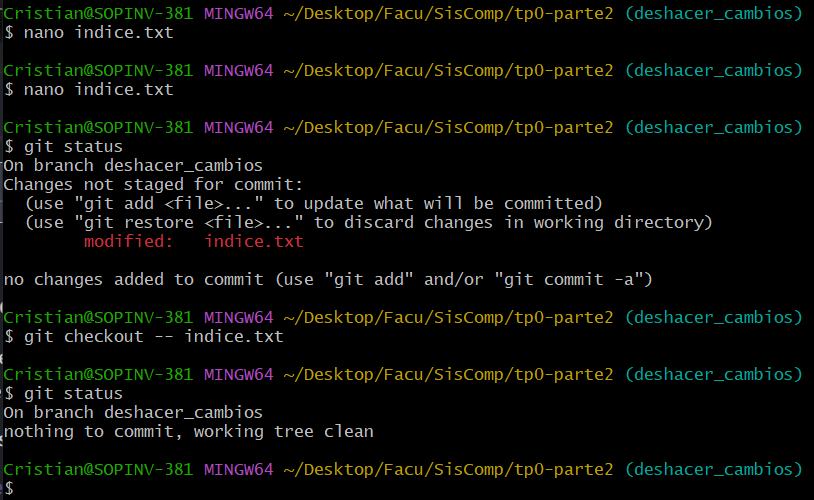 Cristian@SOPINV-381 MINGW64 ~/Desktop/Facu/SisComp/tp0-parte2 (deshacer_cambios)
$ nano indice.txt
Cristian@SOPINV-381 MINGW64 ~/Desktop/Facu/SisComp/tp0-parte2 (deshacer_cambios)
$ nano indice.txt
Cristian@SOPINV-381 MINGW64 ~/Desktop/Facu/SisComp/tp0-parte2 (deshacer_cambios)
$ git status
On branch deshacer_cambios
Changes not staged for commit:
  (use "git add <file>..." to update what will be committed)
  (use "git restore <file>..." to discard changes in working directory)
        modified:   indice.txt
no changes added to commit (use "git add" and/or "git commit -a")
Cristian@SOPINV-381 MINGW64 ~/Desktop/Facu/SisComp/tp0-parte2 (deshacer_cambios)
$ git checkout -- indice.txt
Cristian@SOPINV-381 MINGW64 ~/Desktop/Facu/SisComp/tp0-parte2 (deshacer_cambios)
$ git status
On branch deshacer_cambios
nothing to commit, working tree clean
Cristian@SOPINV-381 MINGW64 ~/Desktop/Facu/SisComp/tp0-parte2 (deshacer_cambios)
$